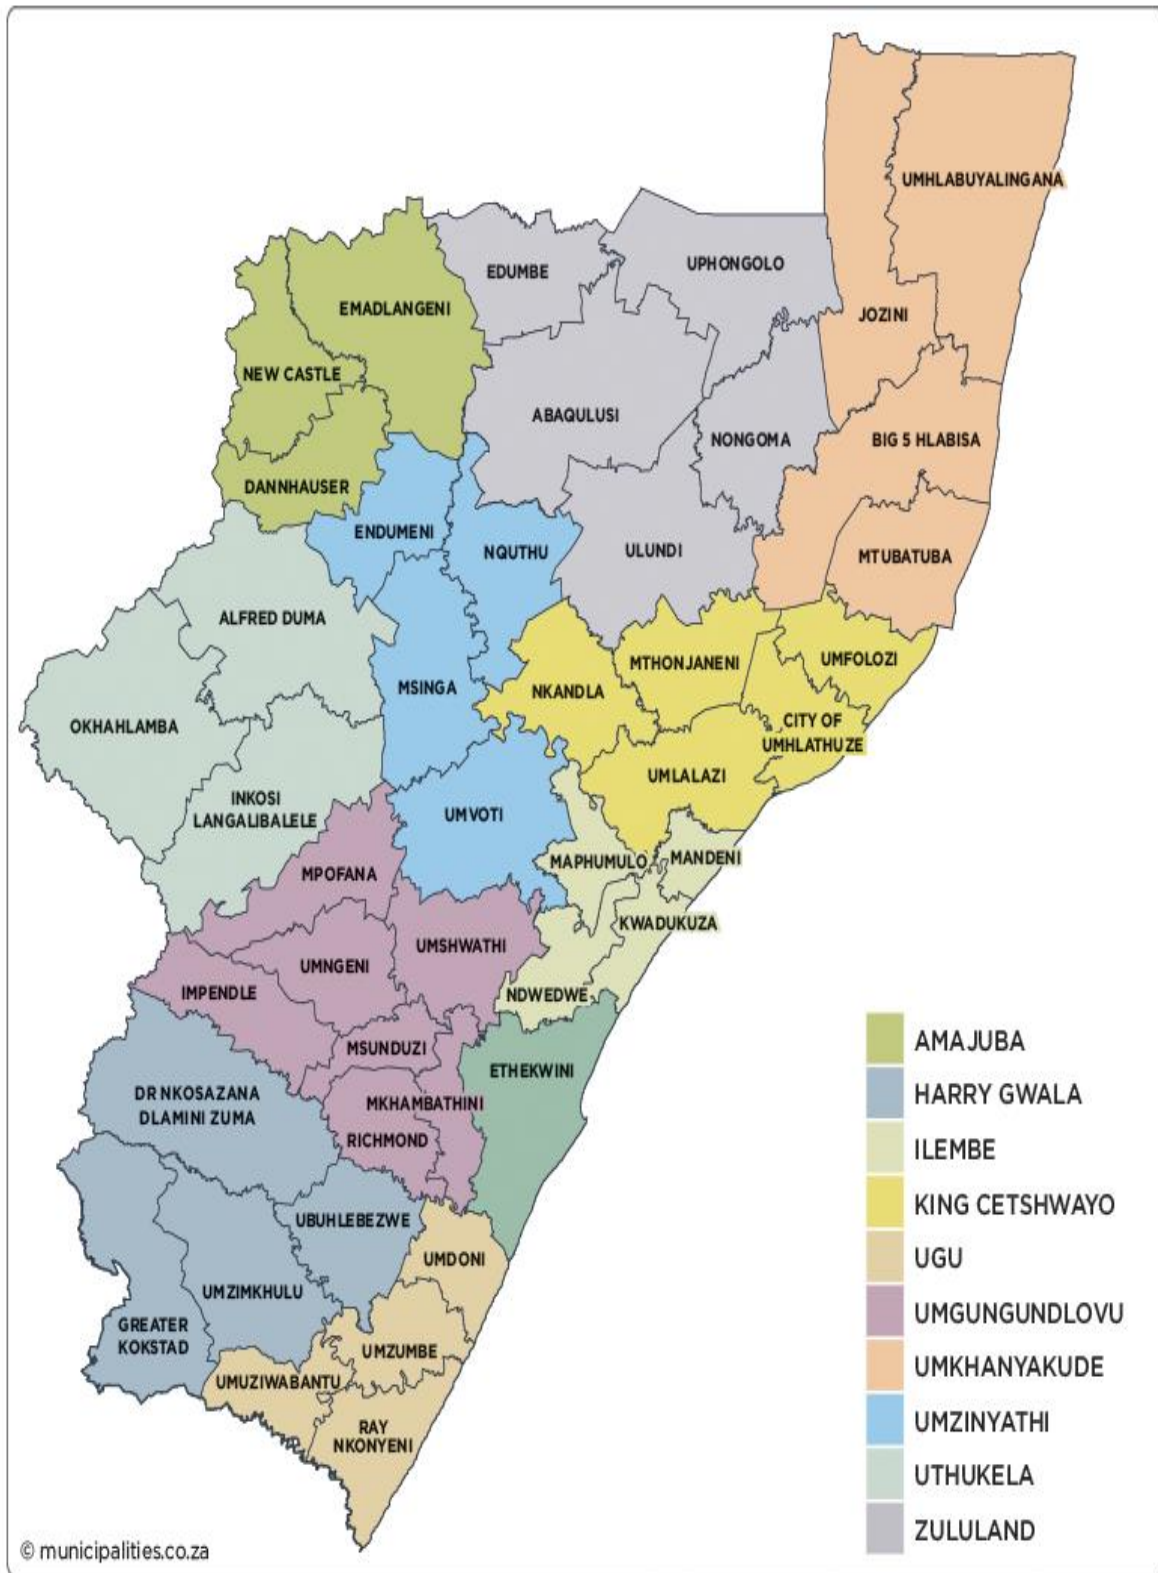 UMHLABUYALINGANA
EDUMBE
UPHONGOLO
EMADLANGENI
JOZINI
NEW CASTLE
ABAQULUSI
NONGOMA
BIG 5 HLABISA
DANNHAUSER
ENDUMENI
NQUTHU
ULUNDI
MTUBATUBA
ALFRED DUMA
MTHONJANENI
UMFOLOZI
MSINGA
NKANDLA
OKHAHLAMBA
CITY OF
UMHLATHUZE
UMLALAZI
INKOSI
LANGALIBALELE
UMVOTI
MAPHUMULO
MANDENI
MPOFANA
KWADUKUZA
UMSHWATHI
UMNGENI
IMPENDLE
NDWEDWE
MSUNDUZI
ETHEKWINI
DR NKOSAZANA
DLAMINI ZUMA
MKHAMBATHINI
RICHMOND
UBUHLEBEZWE
UMDONI
UMZIMKHULU
GREATER
KOKSTAD
UMZUMBE
UMUZIWABANTU
RAY
NKONYENI
AMAJUBA
HARRY GWALA
ILEMBE
KING CETSHWAYO
UGU
UMGUNGUNDLOVU
UMKHANYAKUDE
UMZINYATHI
UTHUKELA
ZULULAND
© municipalities.co.za